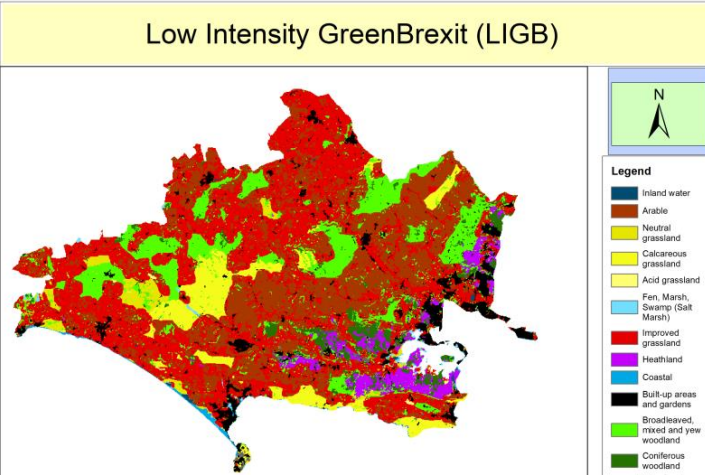 Low Intensity GreenBrexit (LIGB)
N
Legend
Inland water
Arable
Neutral
grassland
Calcareous
grassland
Acid grassland
Fen, Marsh,
Swamp (Salt
Marsh)
Improved
grassland
Heathland
Coastal
Built-up areas
and gardens
Broadleaved,
mixed and yew
woodland
Coniferous
woodland